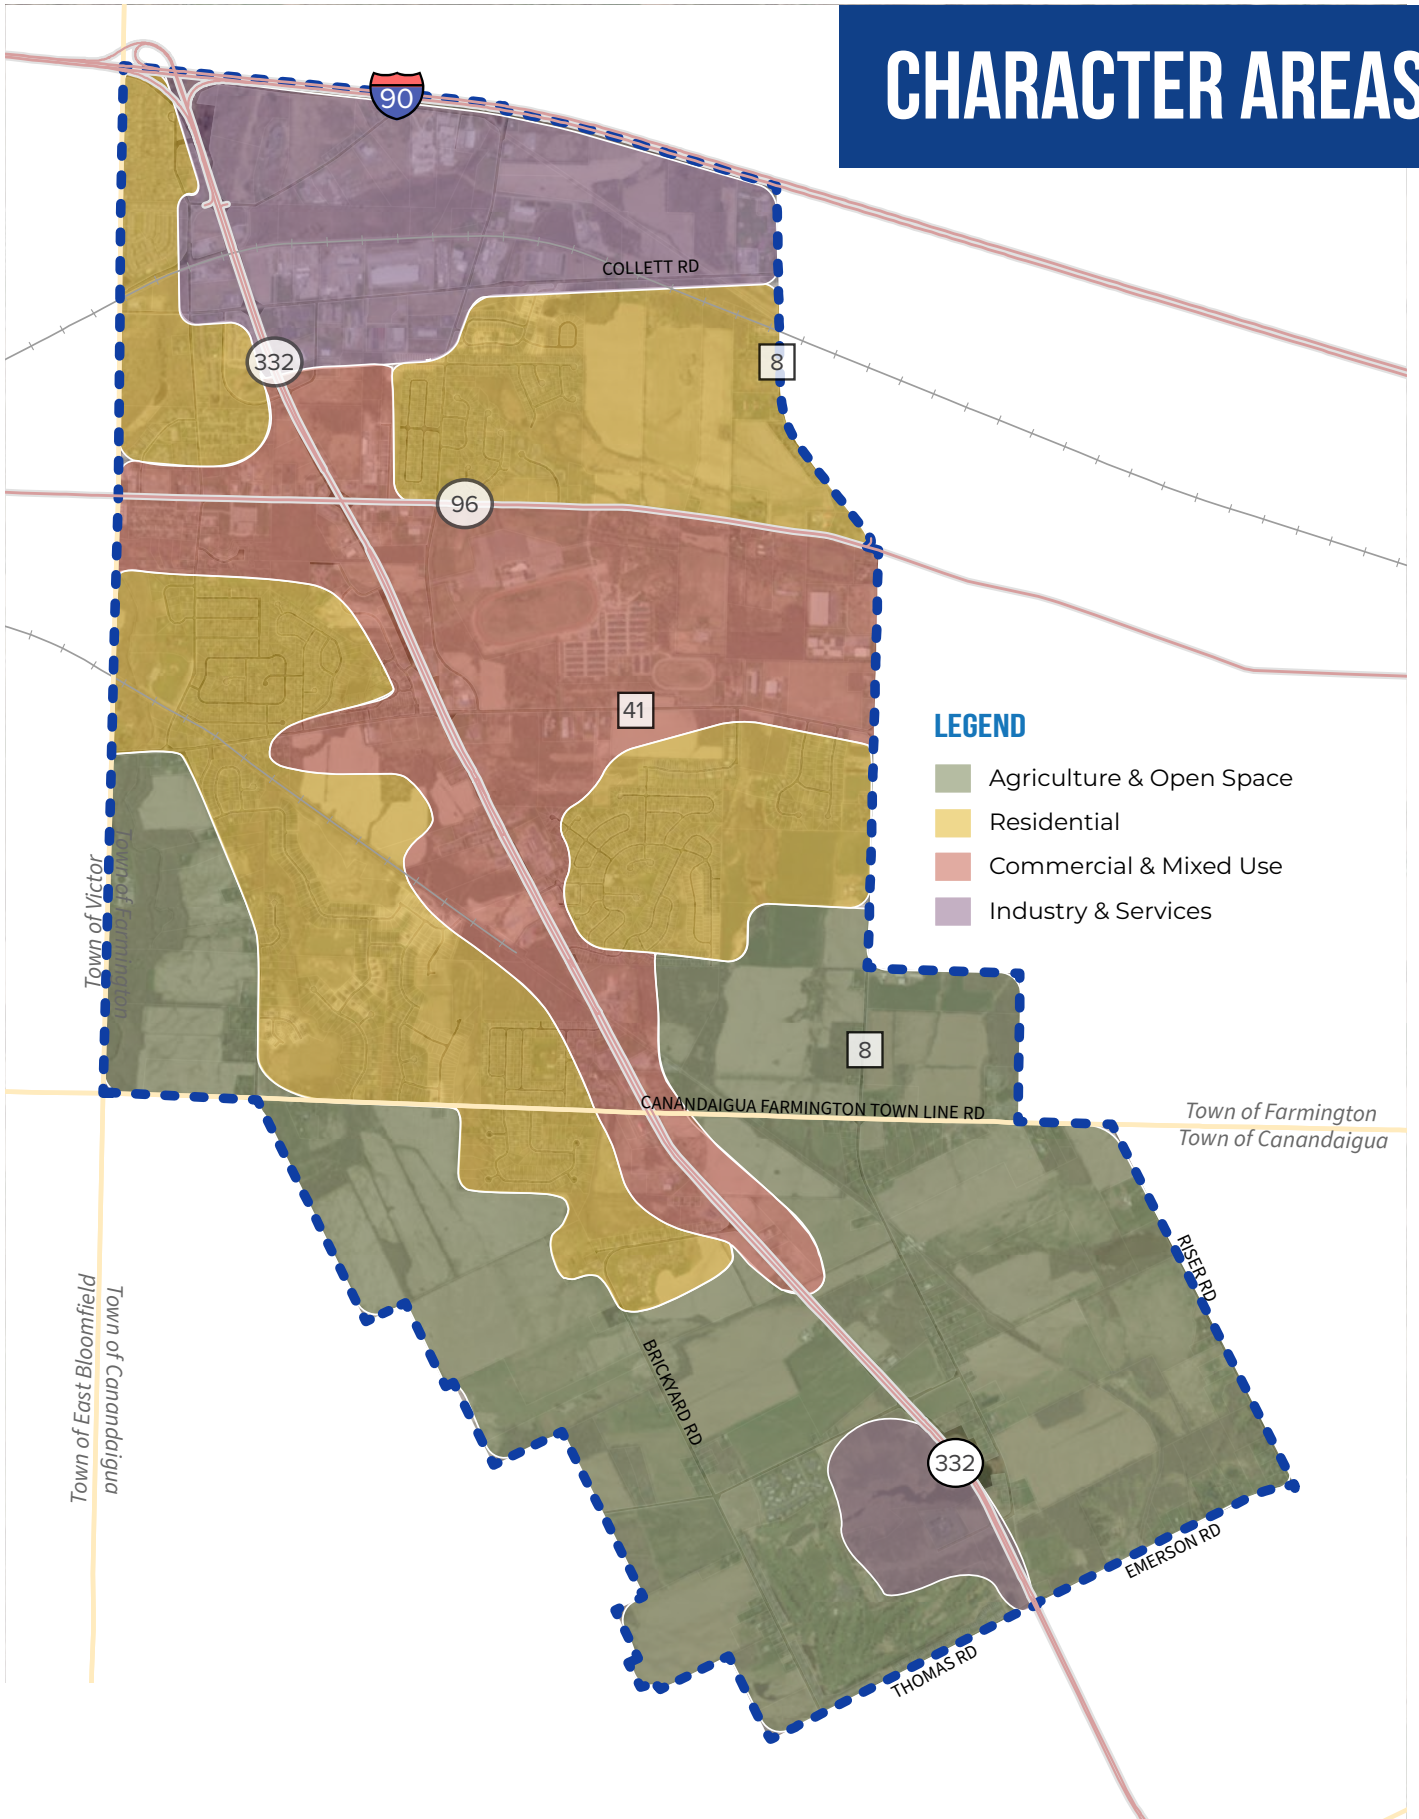 CHARACTER AREAS
90
COLLETT RD
332
8
96
41
LEGEND
Agriculture & Open Space
Residential
Commercial & Mixed Use
Industry & Services
Town of Victor
Town of Farmington
8
CANANDAIGUA FARMINGTON TOWN LINE RD
Town of Farmington
Town of Canandaigua
RISER RD
Town of East Bloomfield
Town of Canandaigua
BRICKYARD RD
332
EMERSON RD
THOMAS RD